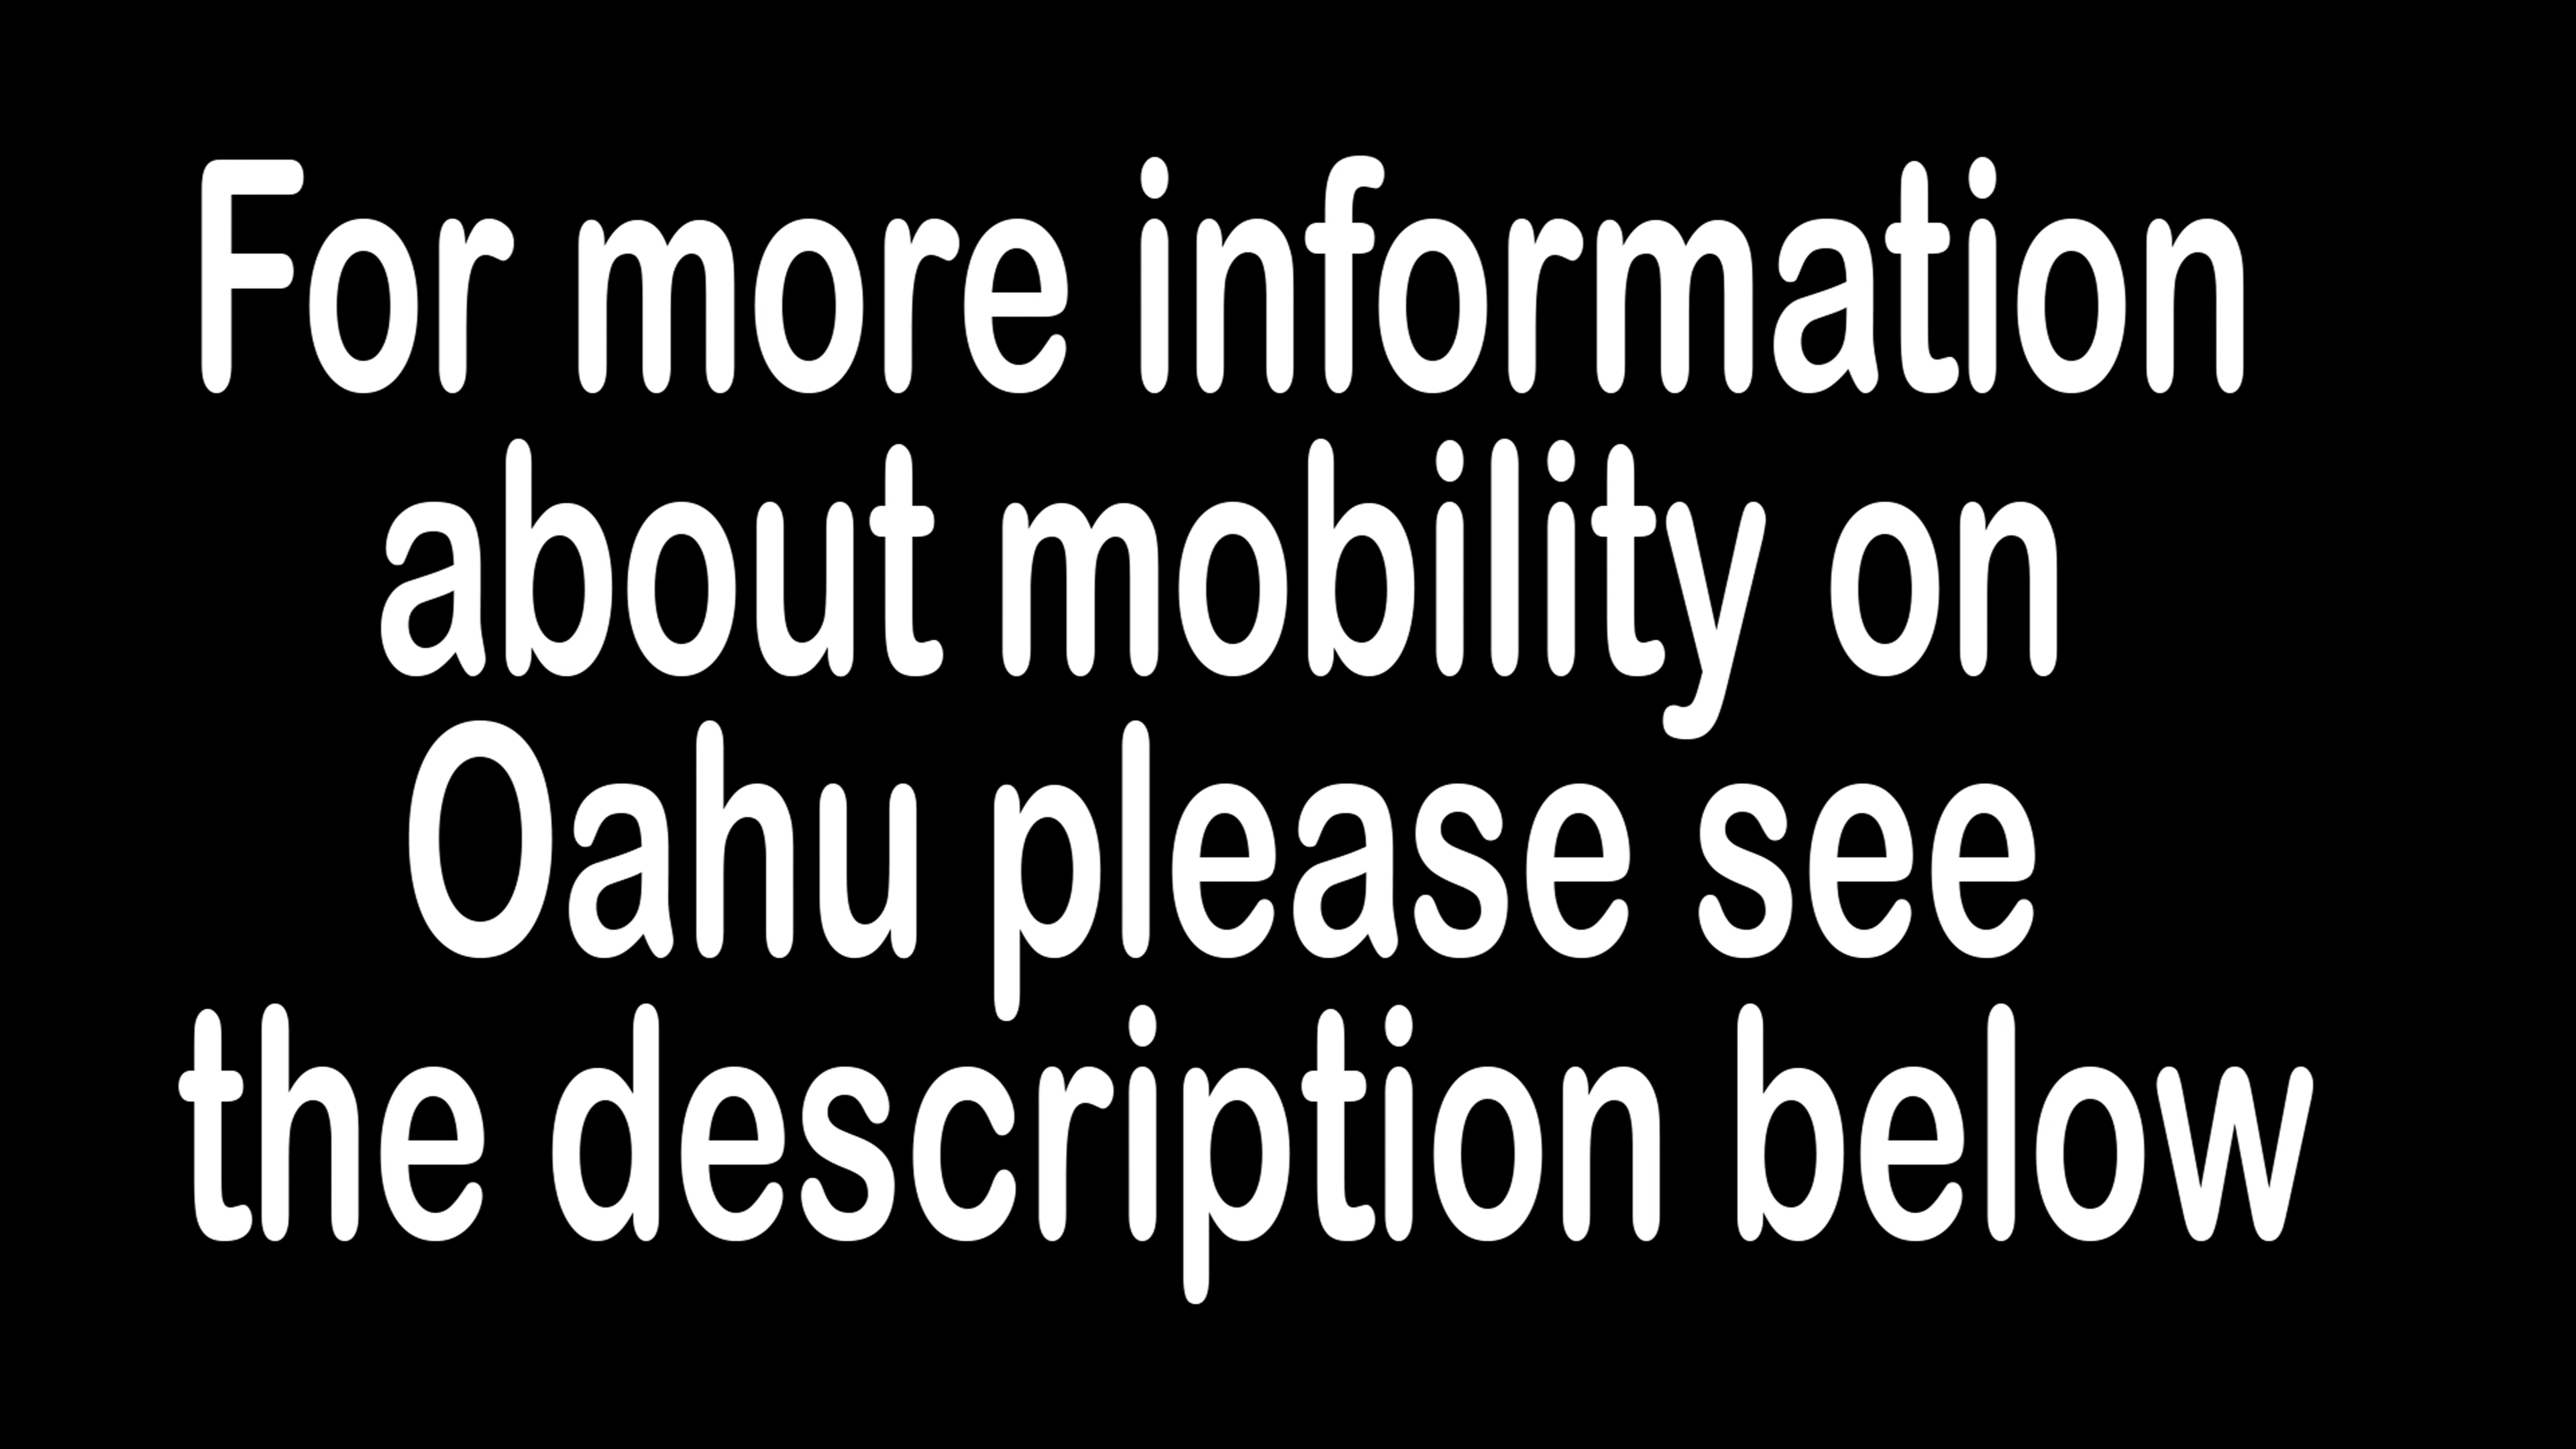 For more information
about mobility on
Oahu please see
the description below